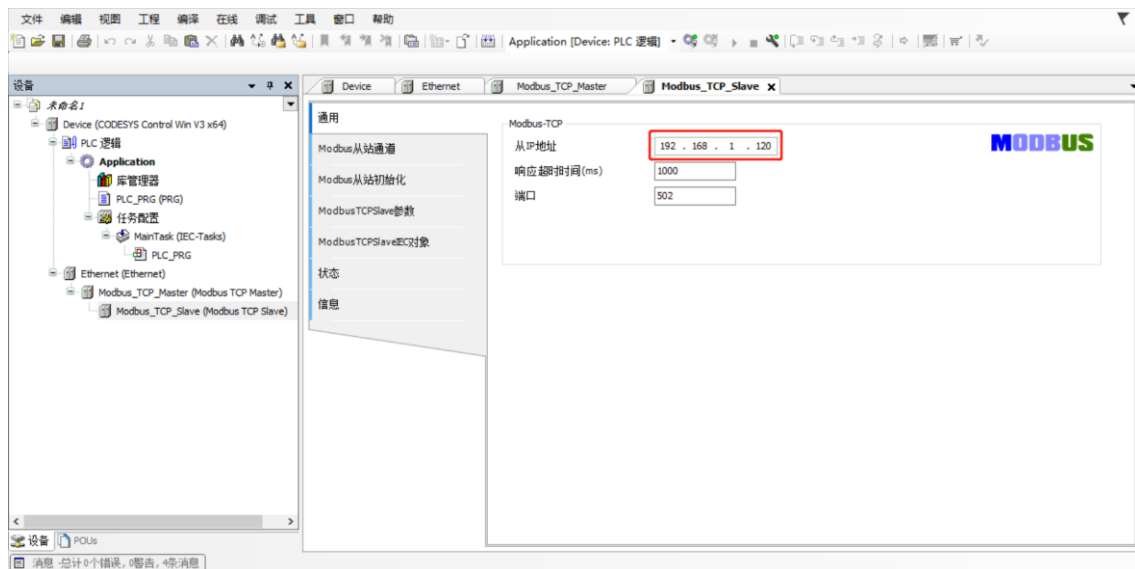 文件 编辑 视图 工程 编译 在线 调试 工具 窗口 帮助
Application [Device: PLC 逻辑]
设备
未命名1
Device (CODESYS Control Win V3 x64)
PLC 逻辑
Application
库管理器
PLC_PRG (PRG)
任务配置
MainTask (IEC-Tasks)
PLC_PRG
Ethernet (Ethernet)
Modbus_TCP_Master (Modbus TCP Master)
Modbus_TCP_Slave (Modbus TCP Slave)
设备 POUs
消息 -总计0个错误, 0警告, 4条消息
Device Ethernet Modbus_TCP_Master Modbus_TCP_Slave
通用
Modbus从站通道
Modbus从站初始化
ModbusTCPSlave参数
ModbusTCPSlaveIEC对象
状态
信息
Modbus-TCP
从IP地址 192 . 168 . 1 . 120
响应超时时间(ms) 1000
端口 502
MODBUS